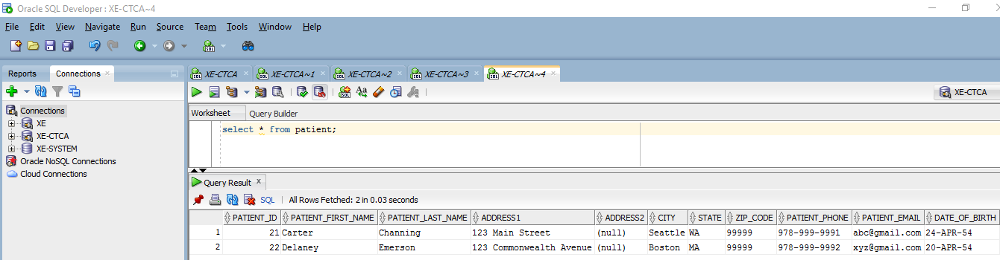 Oracle SQL Developer : XE-CTCA~4
File Edit View Navigate Run Source Team Tools Window Help
SQL
Reports Connections
XE-CTCA XE-CTCA~1 XE-CTCA~2 XE-CTCA~3 XE-CTCA~4
XE-CTCA
Connections
XE
XE-CTCA
XE-SYSTEM
Oracle NoSQL Connections
Cloud Connections
Worksheet Query Builder
select * from patient;
Query Result x
SQL | All Rows Fetched: 2 in 0.03 seconds
PATIENT_ID PATIENT_FIRST_NAME PATIENT_LAST_NAME ADDRESS1 ADDRESS2 CITY STATE ZIP_CODE PATIENT_PHONE PATIENT_EMAIL DATE_OF_BIRTH
1 21 Carter Channing 123 Main Street (null) Seattle WA 99999 978-999-9991 abc@gmail.com 24-APR-54
2 22 Delaney Emerson 123 Commonwealth Avenue (null) Boston MA 99999 978-999-9992 xyz@gmail.com 20-APR-54